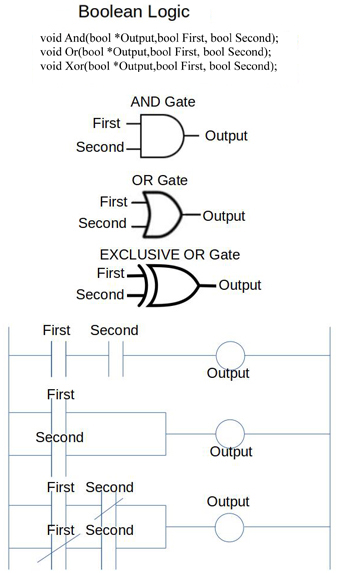 Boolean Logic
void And(bool *Output,bool First, bool Second);
void Or(bool *Output,bool First, bool Second);
void Xor(bool *Output,bool First, bool Second);
AND Gate
First
Second
Output
OR Gate
First
Second
Output
EXCLUSIVE OR Gate
First
Second
Output
First Second
Output
First
Second
Output
First Second
Output
First Second